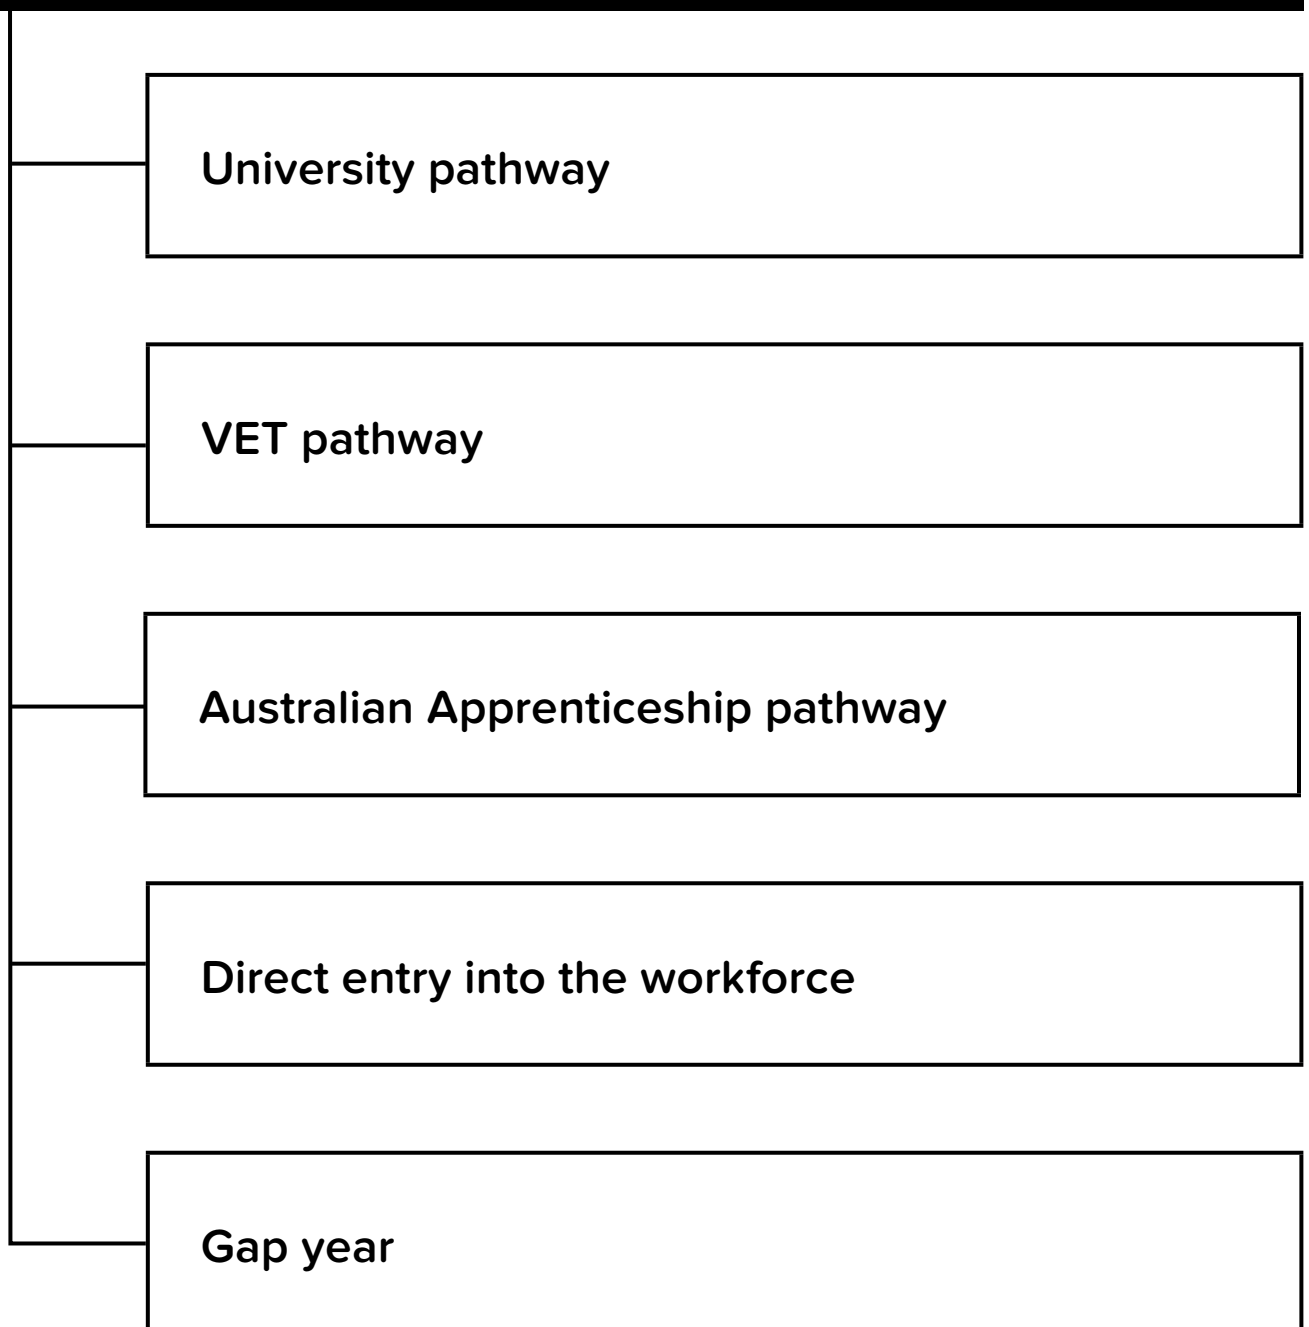 University pathway
VET pathway
Australian Apprenticeship pathway
Direct entry into the workforce
Gap year